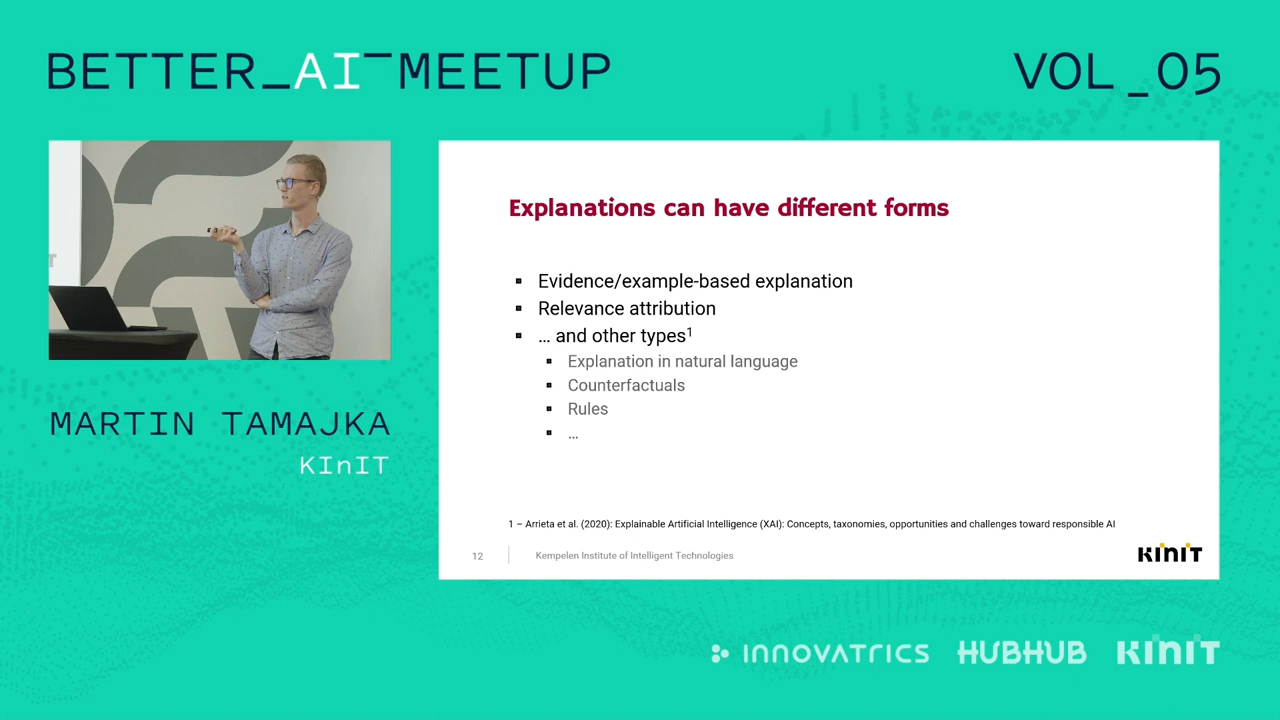 BETTER_AI¯MEETUP
VOL_05
MARTIN TAMAJKA
KInIT
Explanations can have different forms
▪ Evidence/example-based explanation
▪ Relevance attribution
▪ … and other types¹
▪ Explanation in natural language
▪ Counterfactuals
▪ Rules
▪ …
1 – Arrieta et al. (2020): Explainable Artificial Intelligence (XAI): Concepts, taxonomies, opportunities and challenges toward responsible AI
12
Kempelen Institute of Intelligent Technologies
KInIT
INNOVATRICS
HUBHUB
KInIT